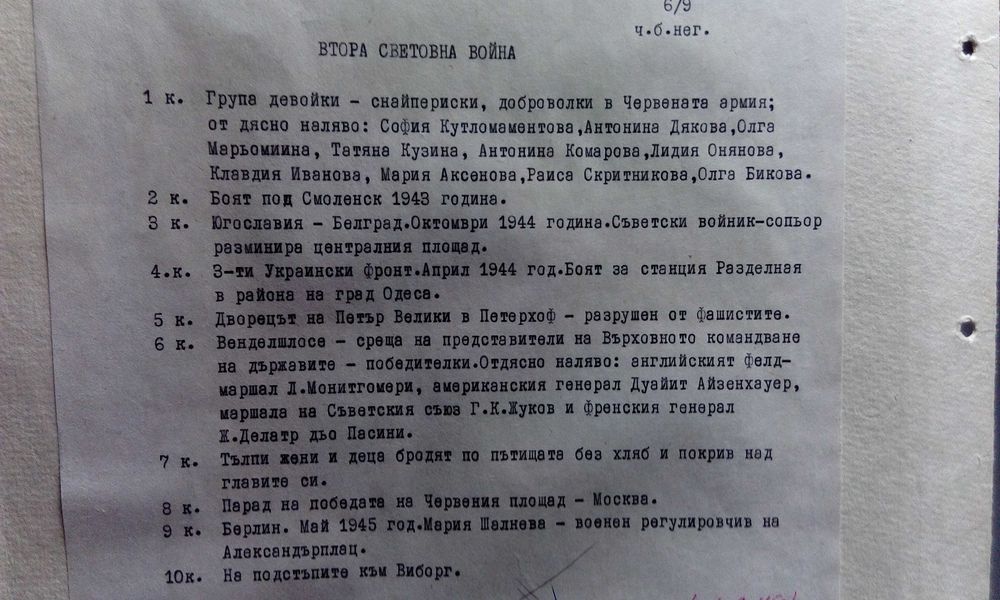 6/9
ч.б.нег.
ВТОРА СВЕТОВНА ВОЙНА
1 к. Група девойки – снайпериски, доброволки в Червената армия;
от дясно наляво: София Кутломаментова,Антонина Дякова,Олга
Марьомиина, Татяна Кузина, Антонина Комарова,Лидия Онянова,
Клавдия Иванова, Мария Аксенова,Раиса Скритникова,Олга Бикова.
2 к. Боят под Смоленск 1943 година.
3 к. Югославия – Белград.Октомври 1944 година.Съветски войник-сопьор
разминира централния площад.
4.к. 3-ти Украински фронт.Април 1944 год.Боят за станция Разделная
в района на град Одеса.
5 к. Дворецът на Петър Велики в Петерхоф – разрушен от фашистите.
6 к. Венделшлосе – среща на представители на Върховното командване
на държавите – победителки.Отдясно наляво: английският Фелд-
маршал Л.Монитгомери, американския генерал Дуайит Айзенхауер,
маршала на Съветския съюз Г.К.Жуков и Френския генерал
Ж.Делатр дьо Пасини.
7 к. Тълпи жени и деца бродят по пътищата без хляб и покрив над
главите си.
8 к. Парад на победата на Червения площад – Москва.
9 к. Берлин. Май 1945 год.Мария Шалнева – военен регулировчив на
Александърплац.
10к. На подстъпите към Виборг.